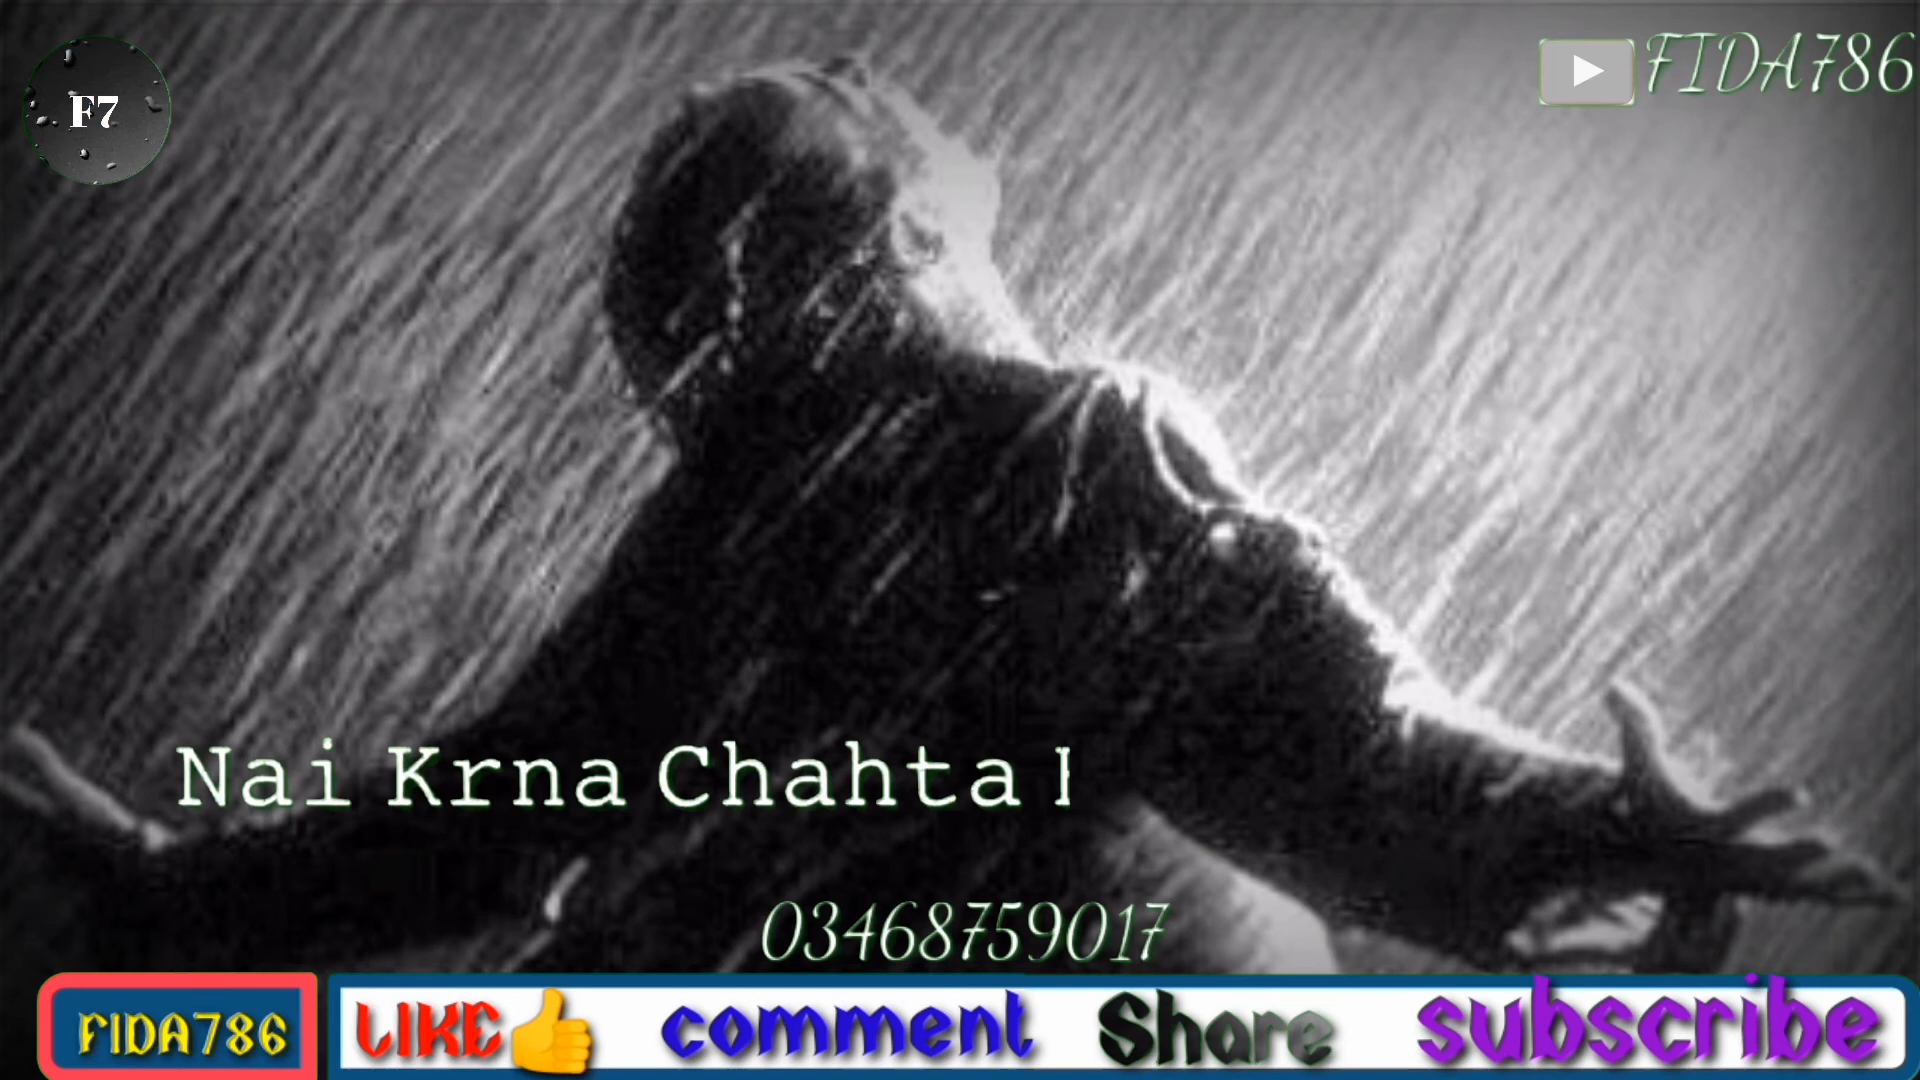 F7
FIDA786
Nai Krna Chahta
03468759017
FIDA786
LIKE comment Share subscribe